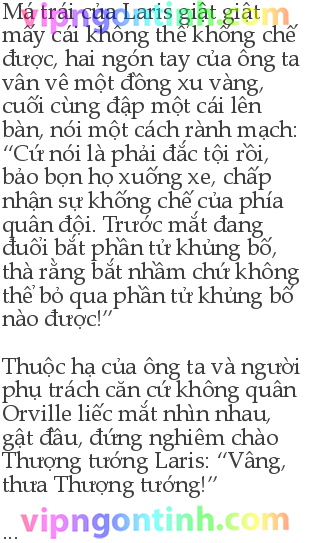 Má trái của Laris giật giật
vipngontinh.com
mấy cái không thể khống chế
được, hai ngón tay của ông ta
vân vê một đồng xu vàng,
cuối cùng đập một cái lên
bàn, nói một cách rành mạch:
“Cứ nói là phải đắc tội rồi,
bảo bọn họ xuống xe, chấp
nhận sự khống chế của phía
quân đội. Trước mắt đang
đuổi bắt phần tử khủng bố,
thà rằng bắt nhầm chứ không
thể bỏ qua phần tử khủng bố
nào được!”
Thuộc hạ của ông ta và người
phụ trách căn cứ không quân
Orville liếc mắt nhìn nhau,
gật đầu, đứng nghiêm chào
Thượng tướng Laris: “Vâng,
thưa Thượng tướng!”
vipngontinh.com
...